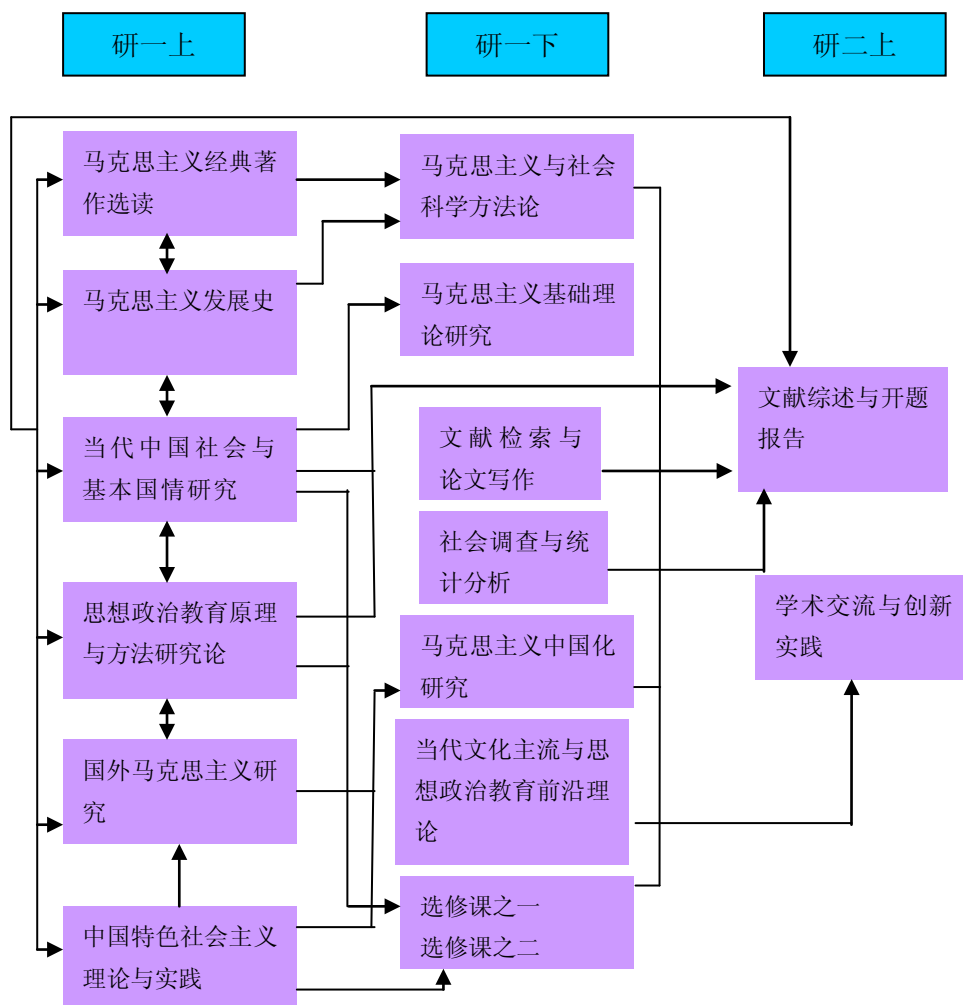 研一上
研一下
研二上
马克思主义经典著
作选读
马克思主义发展史
当代中国社会与
基本国情研究
思想政治教育原理
与方法研究论
国外马克思主义研
究
中国特色社会主义
理论与实践
马克思主义与社会
科学方法论
马克思主义基础理
论研究
文献检索与
论文写作
社会调查与统
计分析
马克思主义中国化
研究
当代文化主流与思
想政治教育前沿理
论
选修课之一
选修课之二
文献综述与开题
报告
学术交流与创新
实践